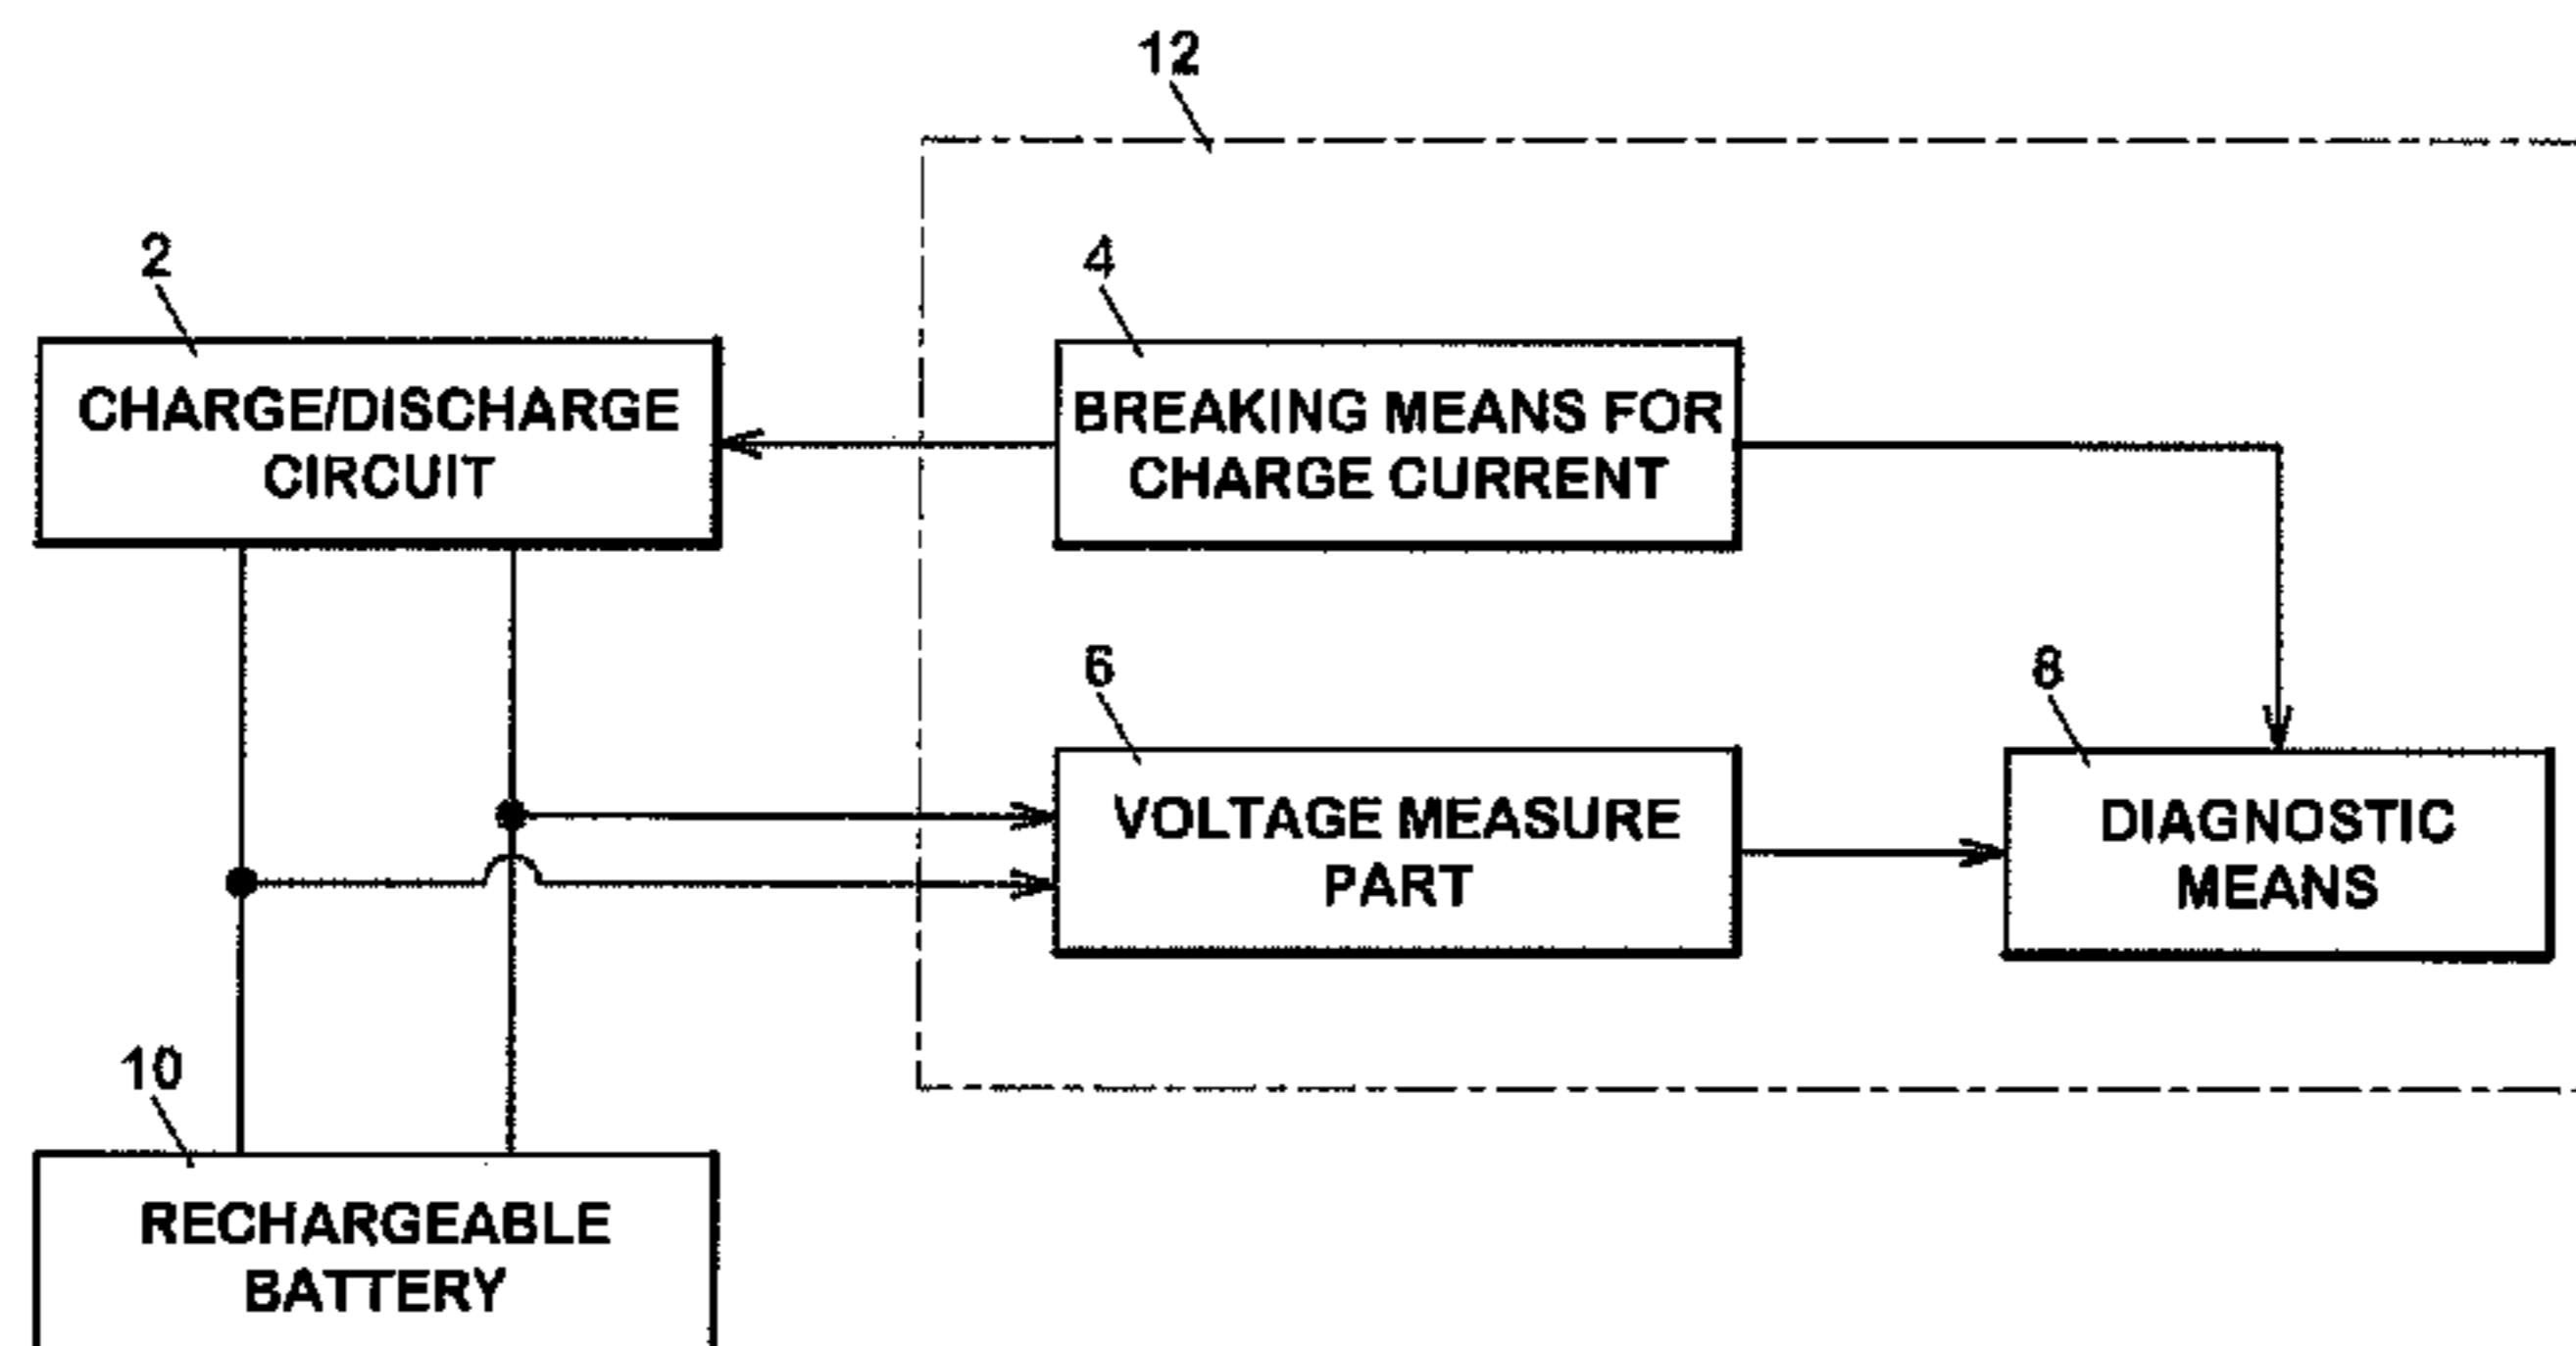 12
2
4
CHARGE/DISCHARGE
CIRCUIT
BREAKING MEANS FOR
CHARGE CURRENT
6
8
VOLTAGE MEASURE
PART
DIAGNOSTIC
MEANS
10
RECHARGEABLE
BATTERY